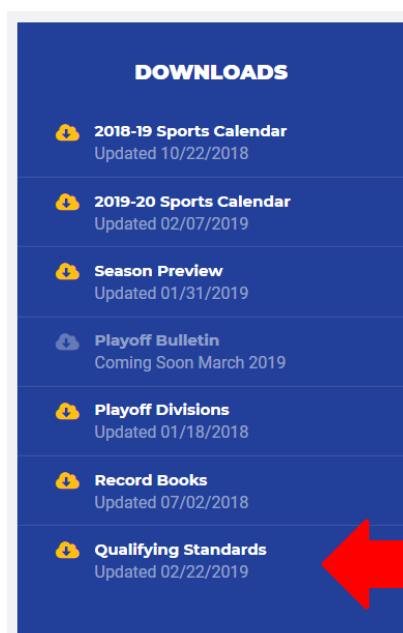 DOWNLOADS
2018-19 Sports Calendar
Updated 10/22/2018
2019-20 Sports Calendar
Updated 02/07/2019
Season Preview
Updated 01/31/2019
Playoff Bulletin
Coming Soon March 2019
Playoff Divisions
Updated 01/18/2018
Record Books
Updated 07/02/2018
Qualifying Standards
Updated 02/22/2019